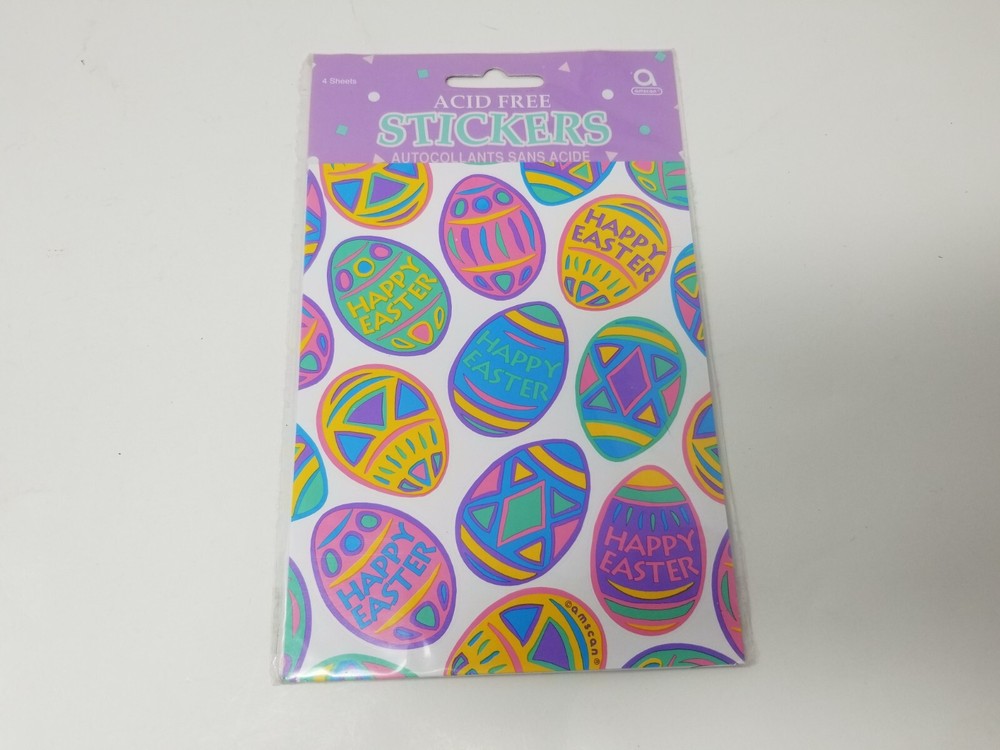 4 Sheets
a
amscan
ACID FREE
STICKERS
AUTOCOLLANTS SANS ACIDE
HAPPY
EASTER
HAPPY
EASTER
HAPPY
EASTER
HAPPY
EASTER
HAPPY
EASTER
©amscan®